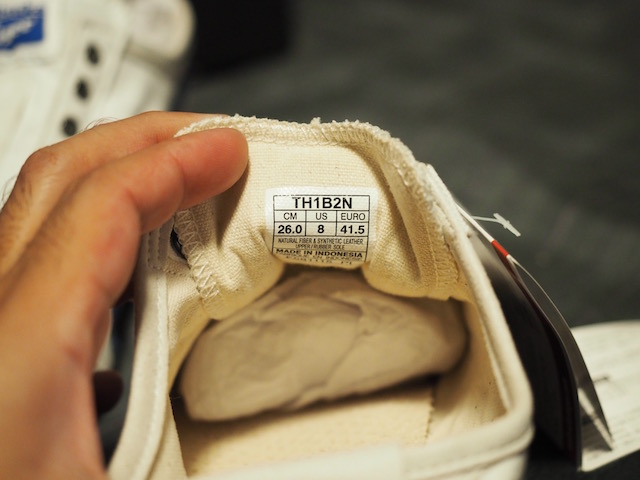 TH1B2N
CM US EURO
26.0 8 41.5
NATURAL FIBER & SYNTHETIC LEATHER
UPPER/RUBBER SOLE
MADE IN INDONESIA